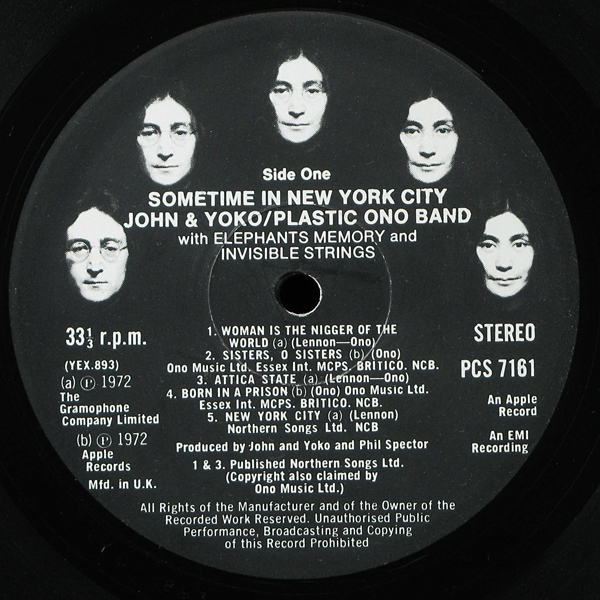 Side One
SOMETIME IN NEW YORK CITY
JOHN & YOKO/PLASTIC ONO BAND
with ELEPHANTS MEMORY and
INVISIBLE STRINGS
33⅓ r.p.m.
(YEX.893)
(a) ℗ 1972
The
Gramophone
Company Limited
(b) ℗ 1972
Apple
Records
Mfd. in U.K.
1. WOMAN IS THE NIGGER OF THE
WORLD (a) (Lennon—Ono)
2. SISTERS, O SISTERS (b) (Ono)
Ono Music Ltd. Essex Int. MCPS. BRITICO. NCB.
3. ATTICA STATE (a) (Lennon—Ono)
4. BORN IN A PRISON (b) (Ono) Ono Music Ltd.
Essex Int. MCPS. BRITICO. NCB.
5. NEW YORK CITY (a) (Lennon)
Northern Songs Ltd. NCB
Produced by John and Yoko and Phil Spector
1 & 3. Published Northern Songs Ltd.
(Copyright also claimed by
Ono Music Ltd.)
STEREO
PCS 7161
An Apple
Record
An EMI
Recording
All Rights of the Manufacturer and of the Owner of the
Recorded Work Reserved. Unauthorised Public
Performance, Broadcasting and Copying
of this Record Prohibited